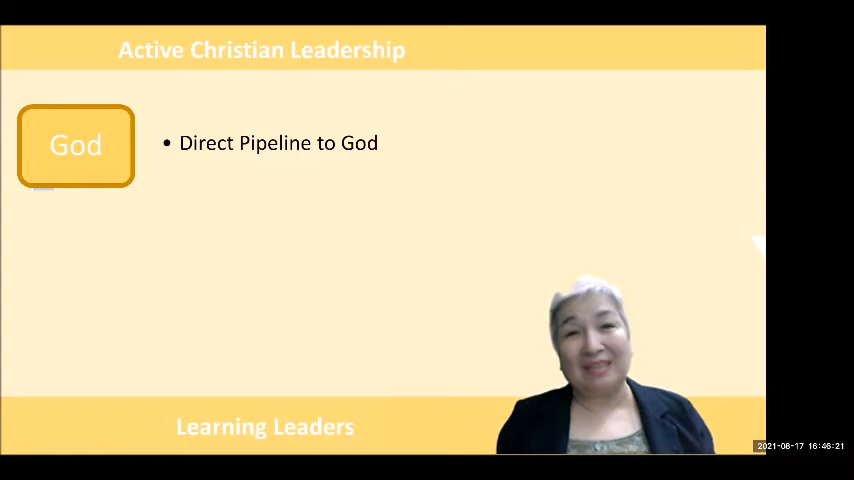 Active Christian Leadership
God
• Direct Pipeline to God
Learning Leaders
2021-06-17 16:46:21